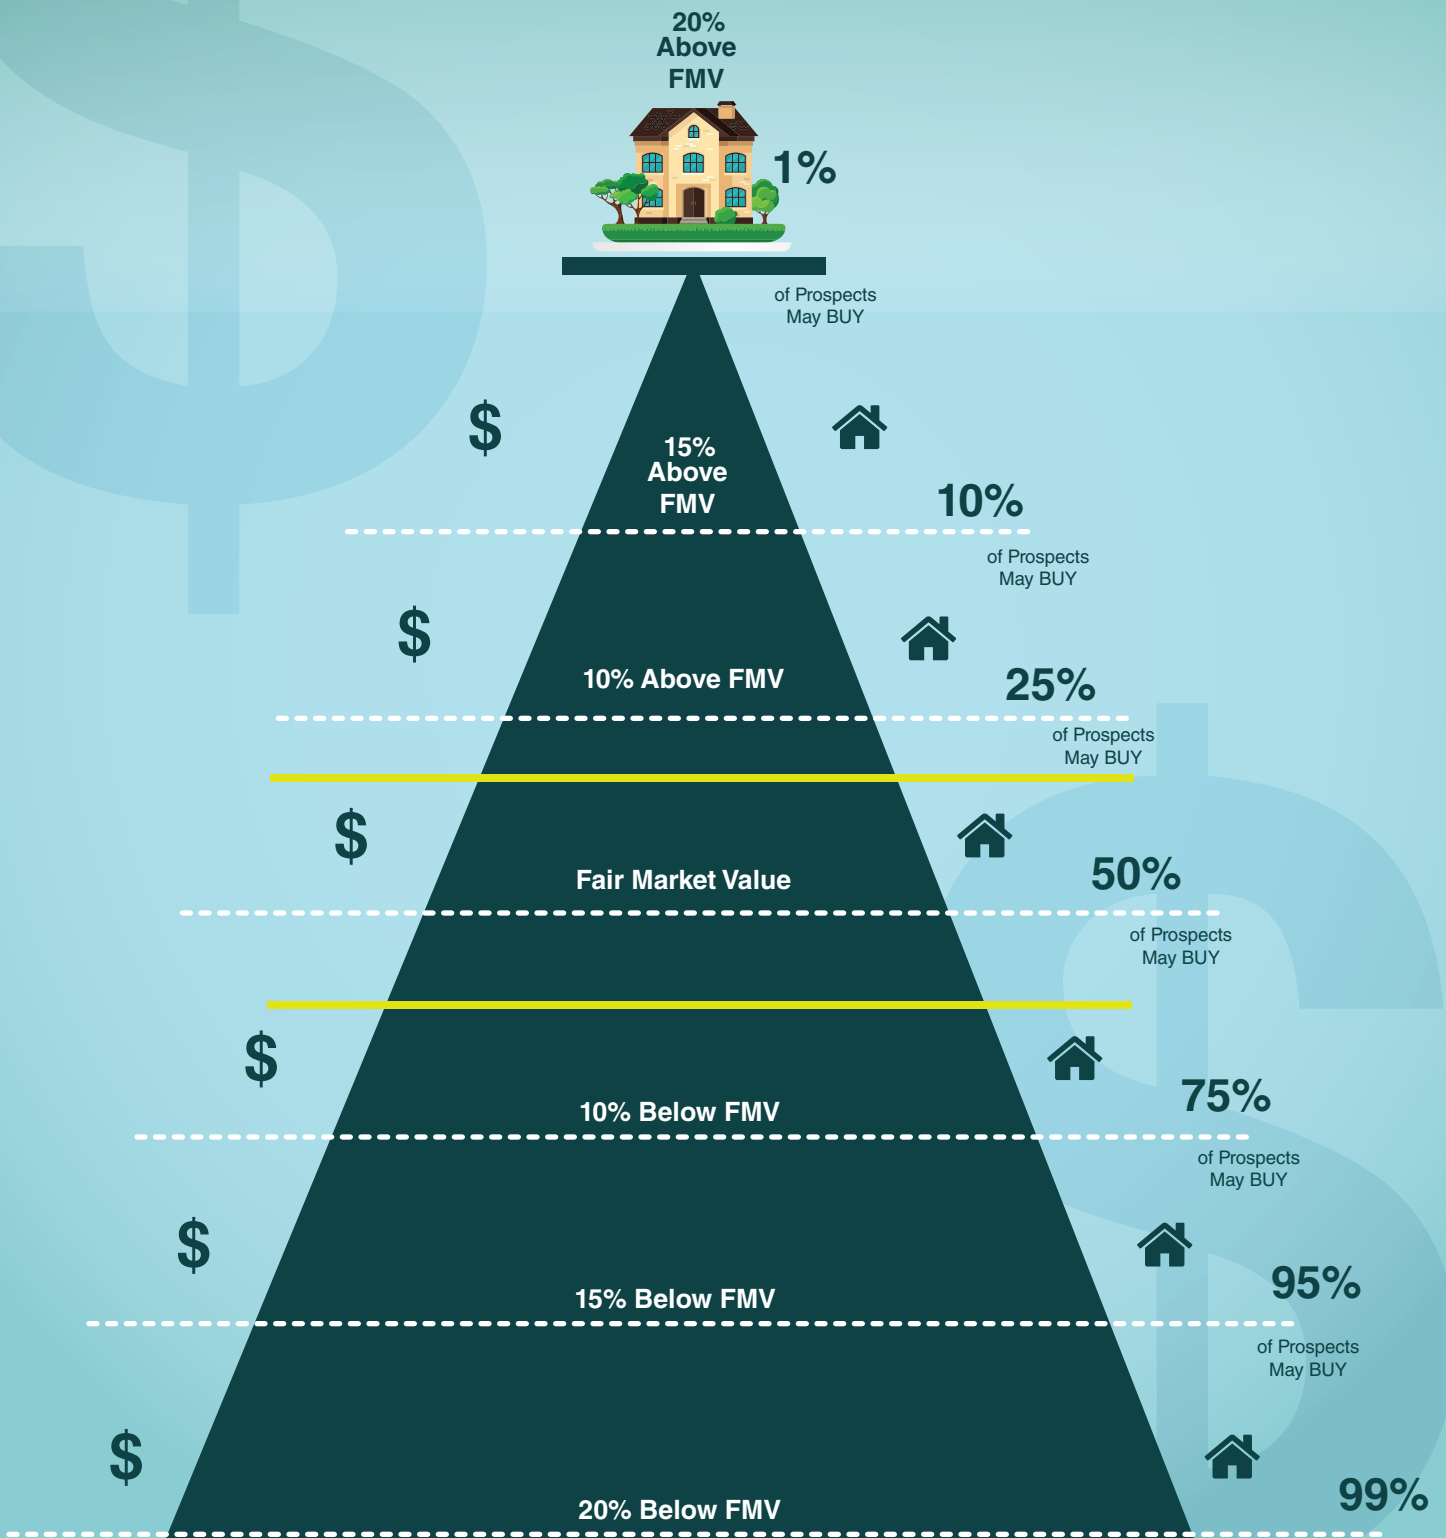 20%
Above
FMV
1%
of Prospects
May BUY
$
15%
Above
FMV
10%
of Prospects
May BUY
$
10% Above FMV
25%
of Prospects
May BUY
$
Fair Market Value
50%
of Prospects
May BUY
$
10% Below FMV
75%
of Prospects
May BUY
$
15% Below FMV
95%
of Prospects
May BUY
$
20% Below FMV
99%